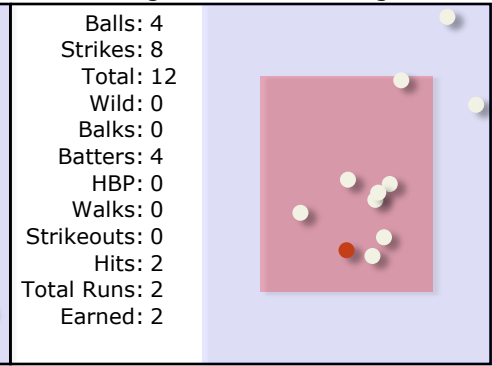 Balls: 4
Strikes: 8
Total: 12
Wild: 0
Balks: 0
Batters: 4
HBP: 0
Walks: 0
Strikeouts: 0
Hits: 2
Total Runs: 2
Earned: 2